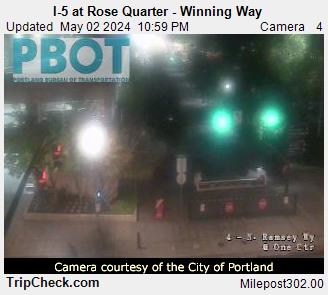 I-5 at Rose Quarter - Winning Way
Updated May 02 2024 10:59 PM Camera 4
PBOT
PORTLAND BUREAU OF TRANSPORTATION
4 - N. Ramsey Wy
@ One Ctr
Camera courtesy of the City of Portland
TripCheck.com Milepost302.00